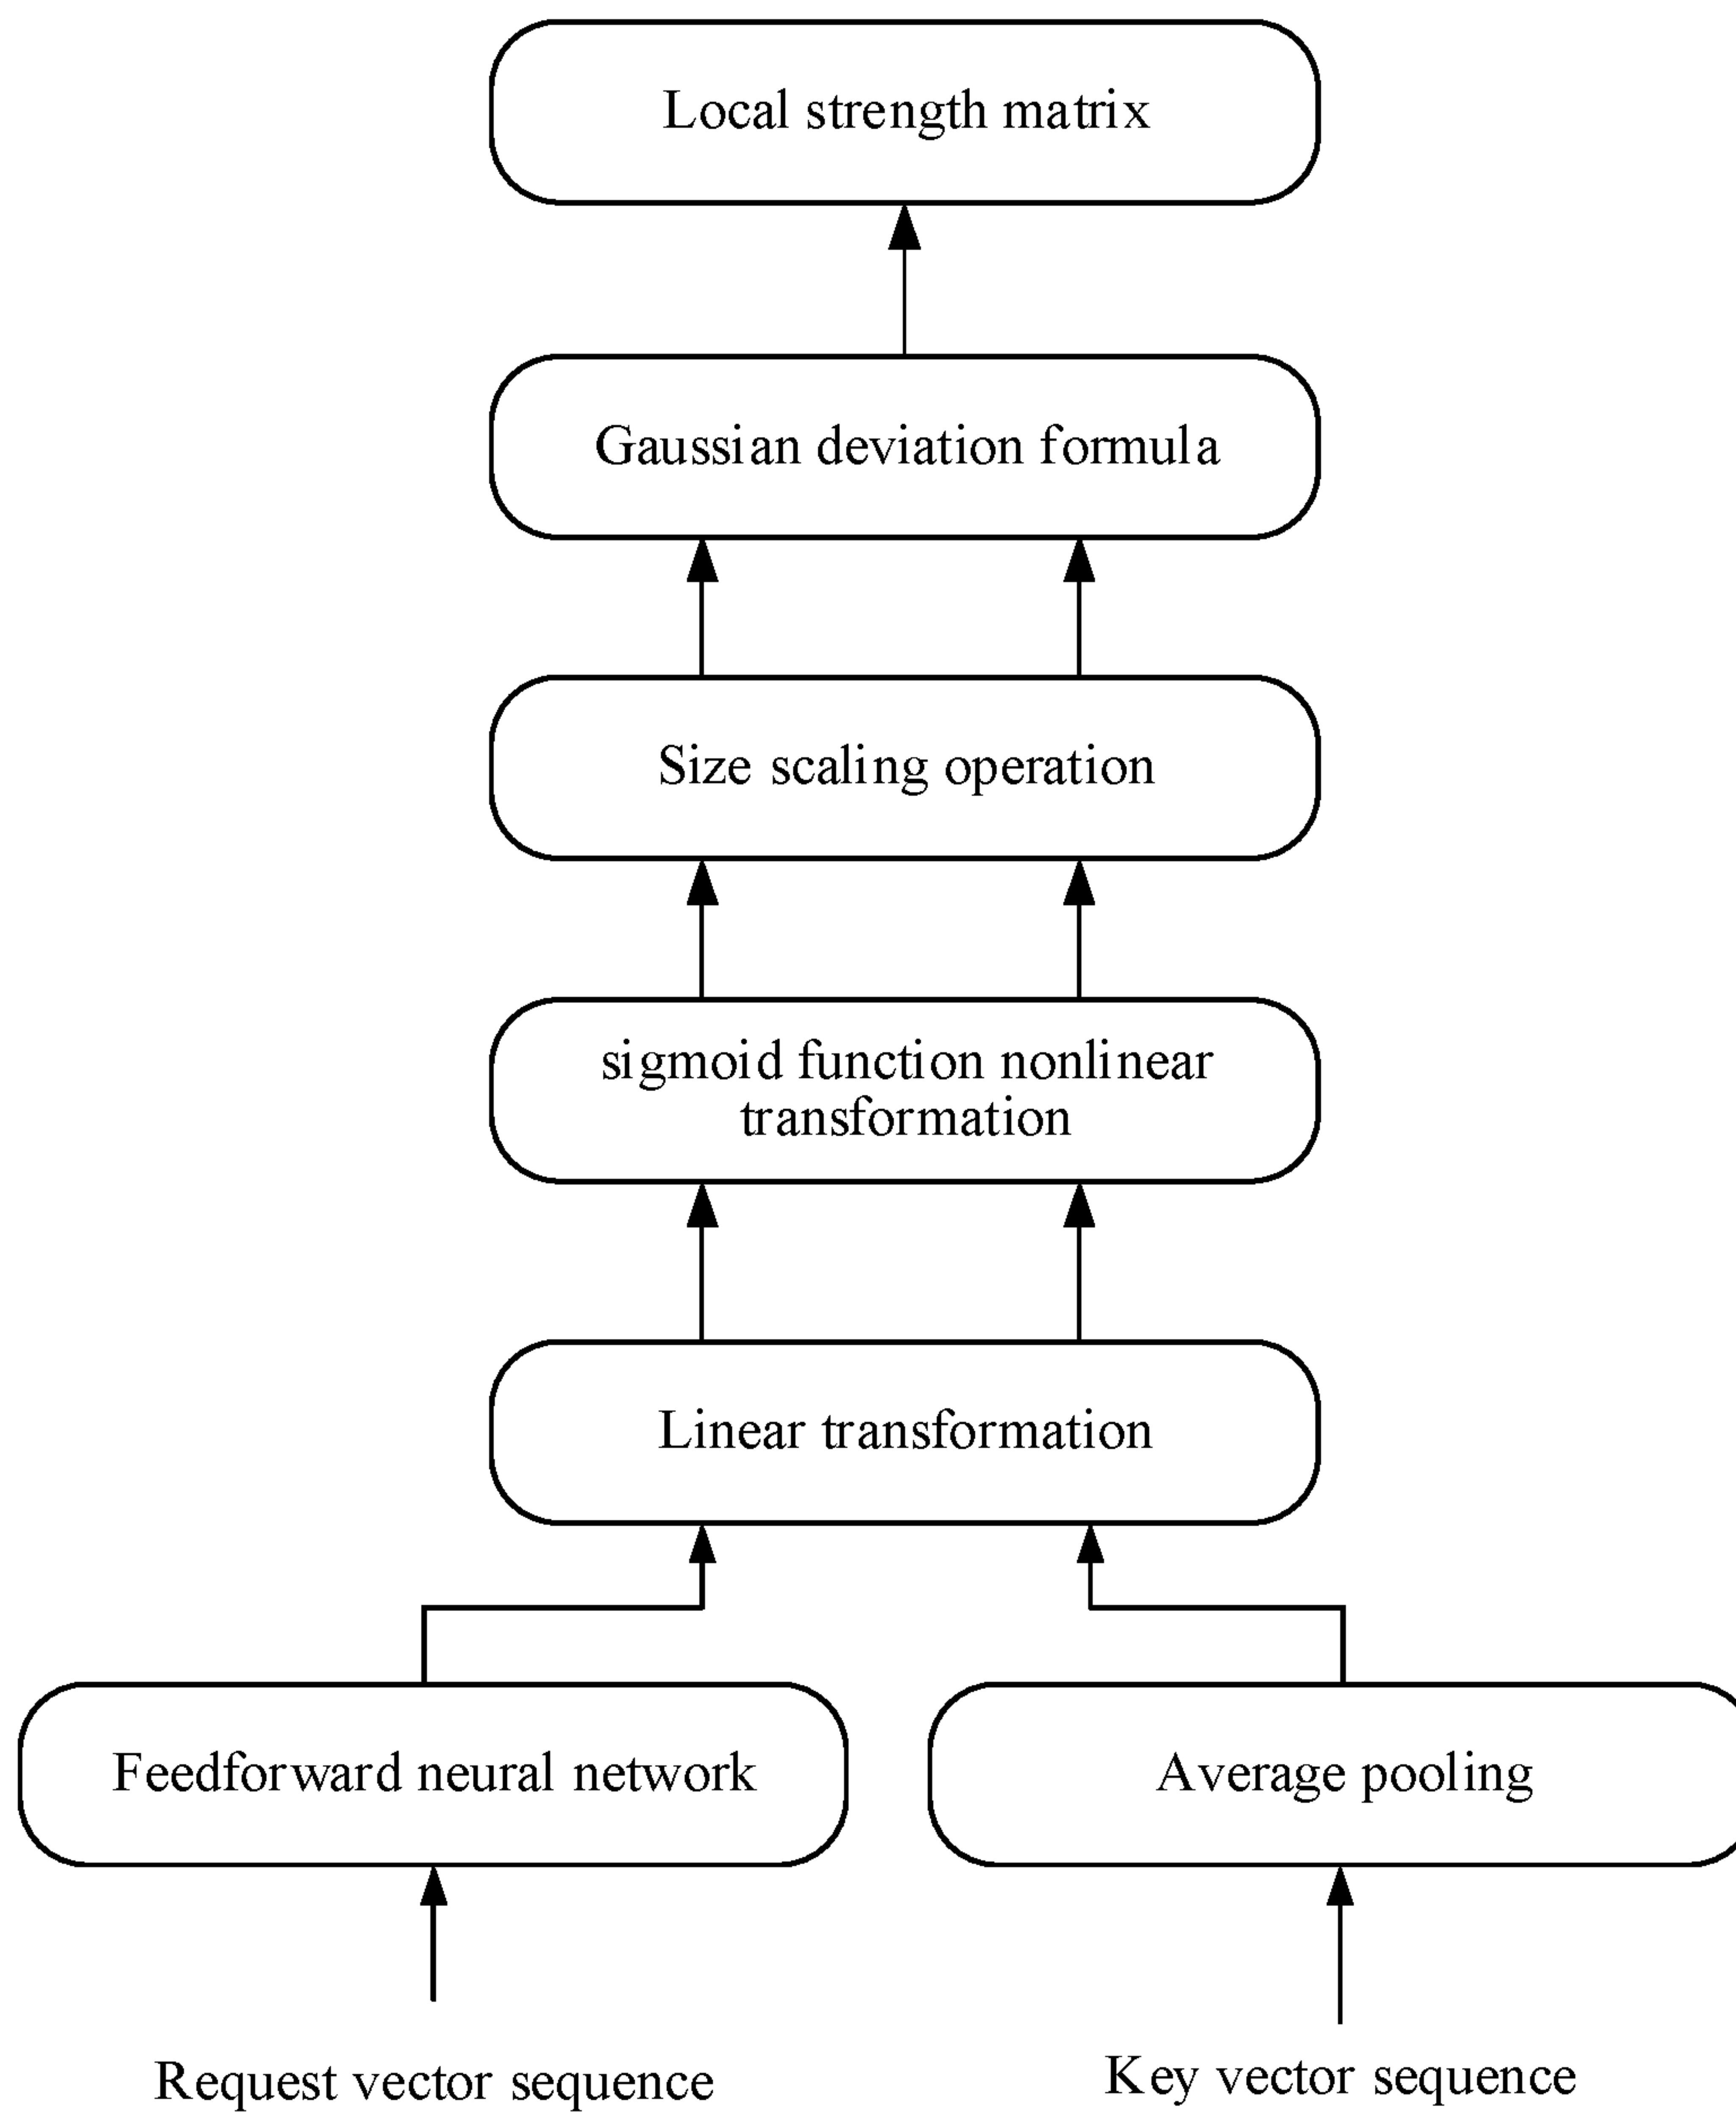 Local strength matrix
Gaussian deviation formula
Size scaling operation
sigmoid function nonlinear
transformation
Linear transformation
Feedforward neural network
Average pooling
Request vector sequence
Key vector sequence